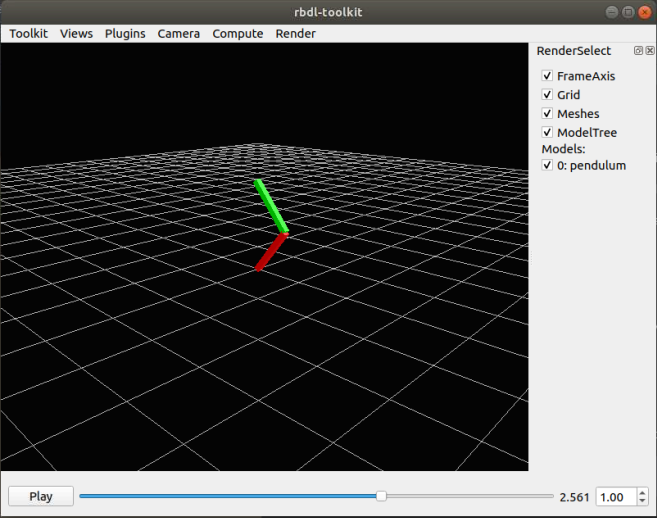 rbdl-toolkit
Toolkit Views Plugins Camera Compute Render
RenderSelect
FrameAxis
Grid
Meshes
ModelTree
Models:
0: pendulum
Play 2.561 1.00